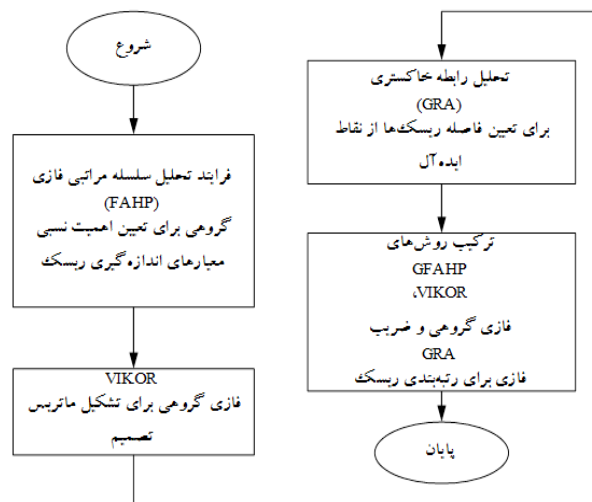 شروع
فرایند تحلیل سلسله مراتبی فازی
(FAHP)
گروهی برای تعیین اهمیت نسبی
معیارهای اندازه‌گیری ریسک
VIKOR
فازی گروهی برای تشکیل ماتریس
تصمیم
تحلیل رابطه خاکستری
(GRA)
برای تعیین فاصله ریسک‌ها از نقاط
ایده‌آل
ترکیب روش‌های
GFAHP
،VIKOR
فازی گروهی و ضریب
GRA
فازی برای رتبه‌بندی ریسک
پایان